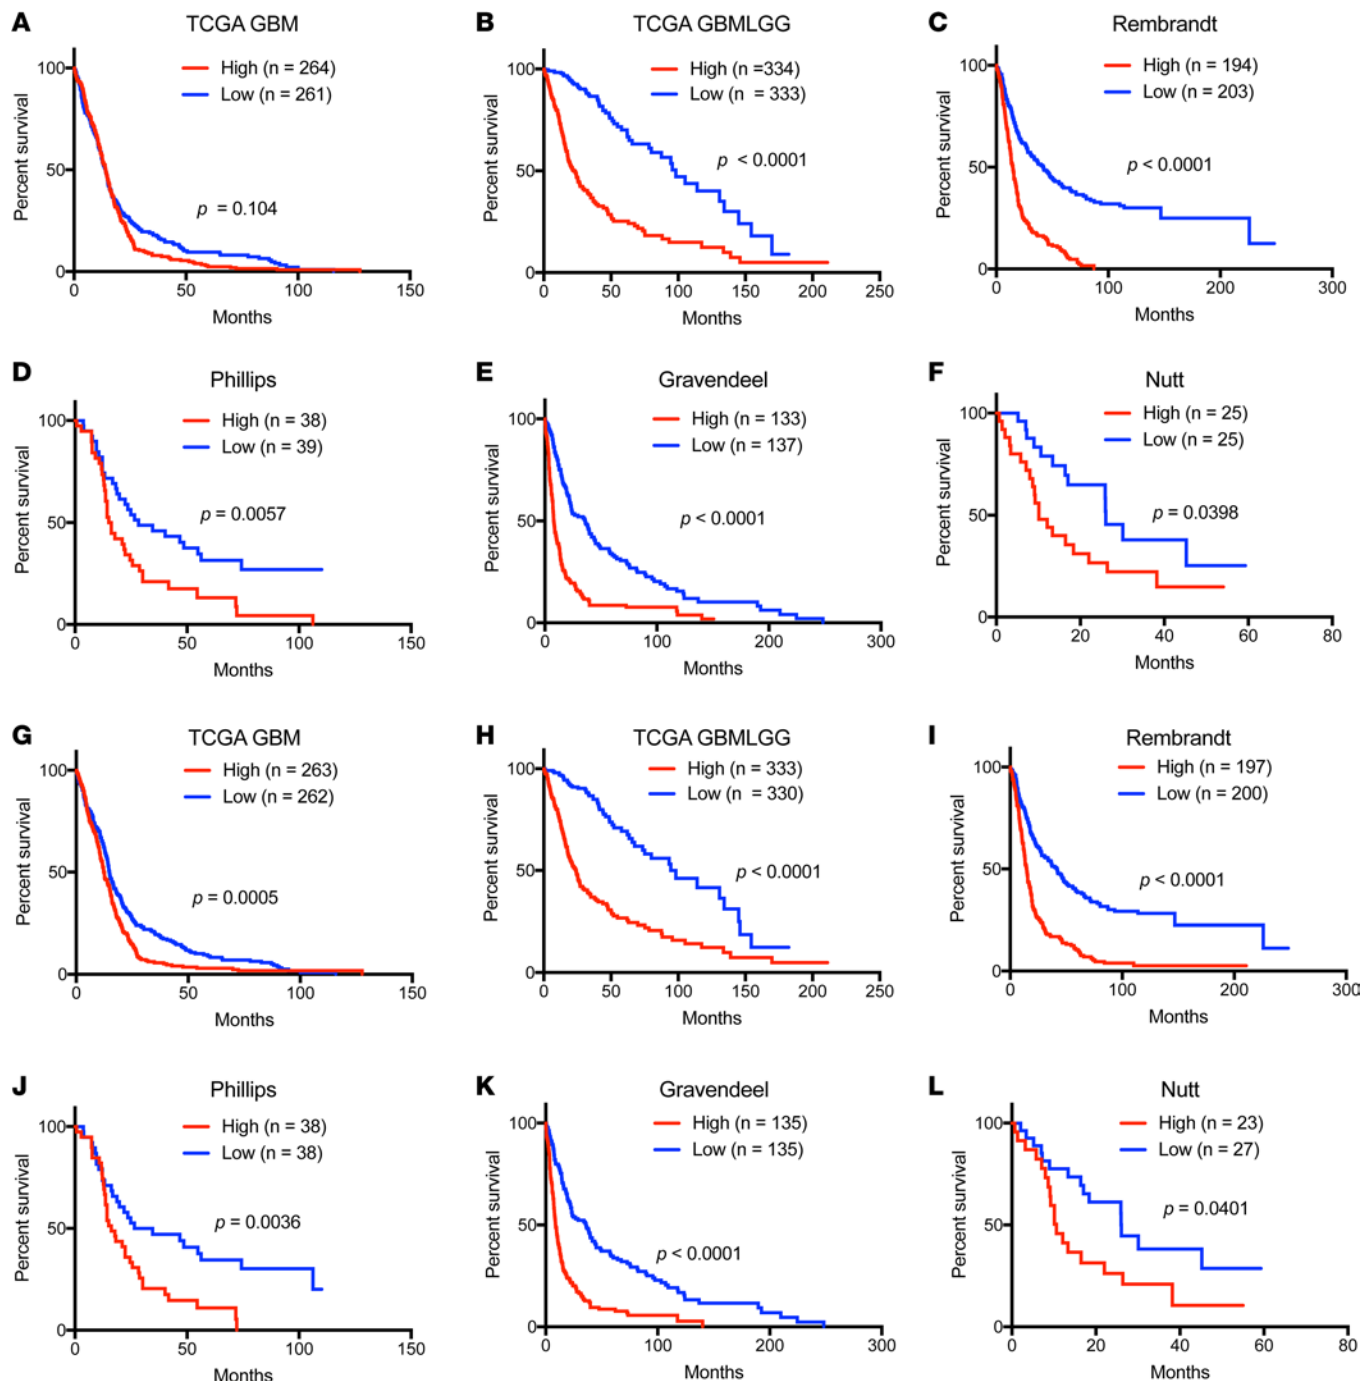 A TCGA GBM
High (n = 264)
Low (n = 261)
p = 0.104
Percent survival
100
50
0
0 50 100 150
Months
B TCGA GBMLGG
High (n =334)
Low (n = 333)
p < 0.0001
Percent survival
100
50
0
0 50 100 150 200 250
Months
C Rembrandt
High (n = 194)
Low (n = 203)
p < 0.0001
Percent survival
100
50
0
0 100 200 300
Months
D Phillips
High (n = 38)
Low (n = 39)
p = 0.0057
Percent survival
100
50
0
0 50 100 150
Months
E Gravendeel
High (n = 133)
Low (n = 137)
p < 0.0001
Percent survival
100
50
0
0 100 200 300
Months
F Nutt
High (n = 25)
Low (n = 25)
p = 0.0398
Percent survival
100
50
0
0 20 40 60 80
Months
G TCGA GBM
High (n = 263)
Low (n = 262)
p = 0.0005
Percent survival
100
50
0
0 50 100 150
Months
H TCGA GBMLGG
High (n = 333)
Low (n = 330)
p < 0.0001
Percent survival
100
50
0
0 50 100 150 200 250
Months
I Rembrandt
High (n = 197)
Low (n = 200)
p < 0.0001
Percent survival
100
50
0
0 100 200 300
Months
J Phillips
High (n = 38)
Low (n = 38)
p = 0.0036
Percent survival
100
50
0
0 50 100 150
Months
K Gravendeel
High (n = 135)
Low (n = 135)
p < 0.0001
Percent survival
100
50
0
0 100 200 300
Months
L Nutt
High (n = 23)
Low (n = 27)
p = 0.0401
Percent survival
100
50
0
0 20 40 60 80
Months